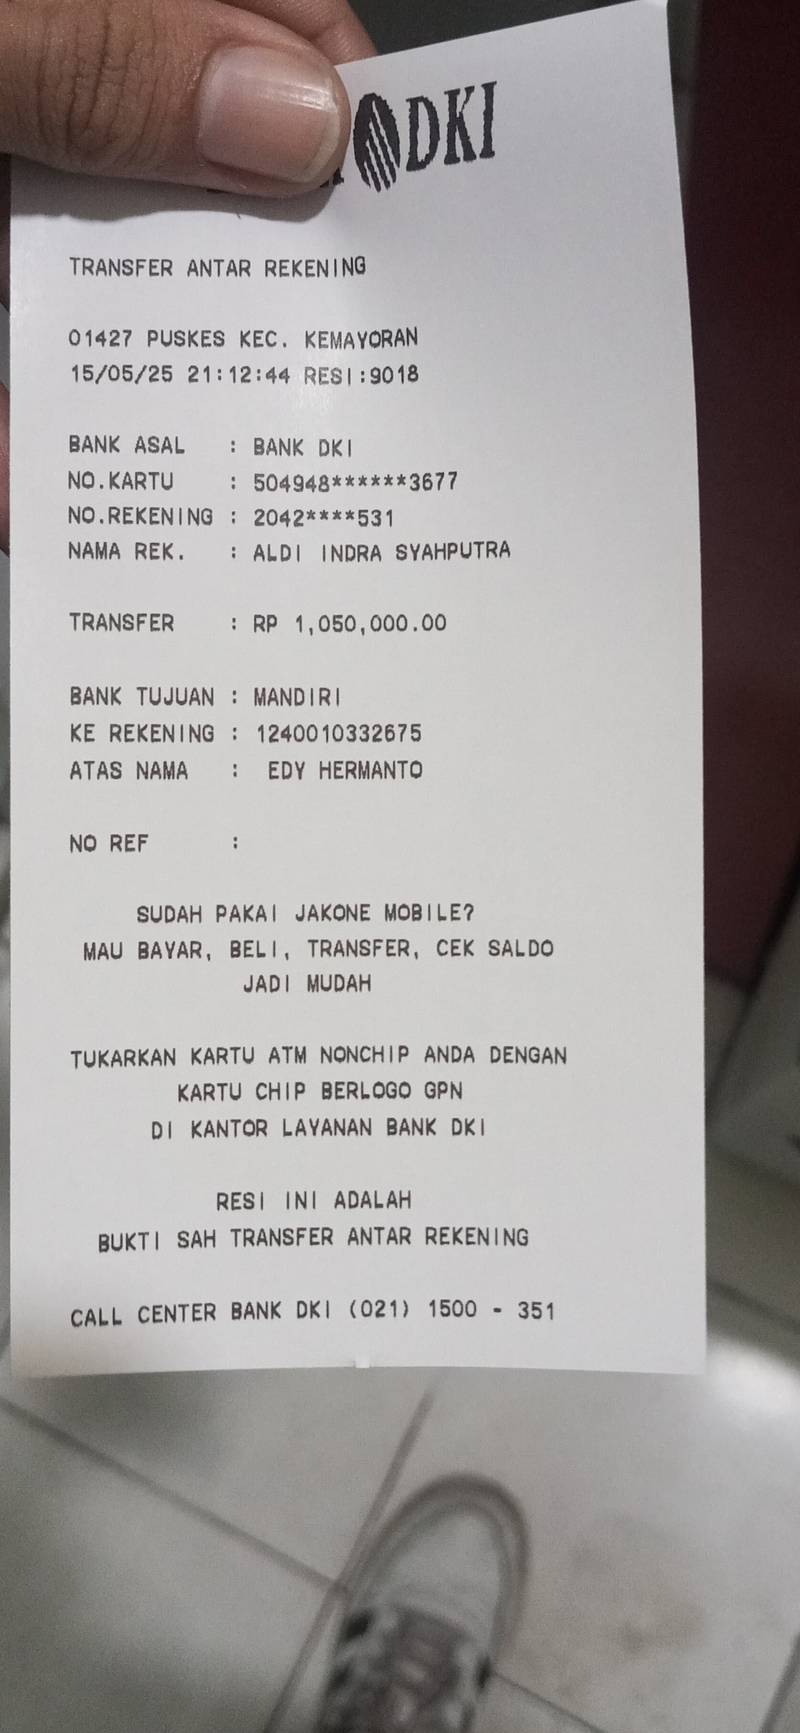 DKI
TRANSFER ANTAR REKENING
01427 PUSKES KEC. KEMAYORAN
15/05/25 21:12:44 RESI:9018
BANK ASAL : BANK DKI
NO.KARTU : 504948******3677
NO.REKENING : 2042****531
NAMA REK. : ALDI INDRA SYAHPUTRA
TRANSFER : RP 1,050,000.00
BANK TUJUAN : MANDIRI
KE REKENING : 1240010332675
ATAS NAMA : EDY HERMANTO
NO REF :
SUDAH PAKAI JAKONE MOBILE?
MAU BAYAR, BELI, TRANSFER, CEK SALDO
JADI MUDAH
TUKARKAN KARTU ATM NONCHIP ANDA DENGAN
KARTU CHIP BERLOGO GPN
DI KANTOR LAYANAN BANK DKI
RESI INI ADALAH
BUKTI SAH TRANSFER ANTAR REKENING
CALL CENTER BANK DKI (021) 1500 - 351